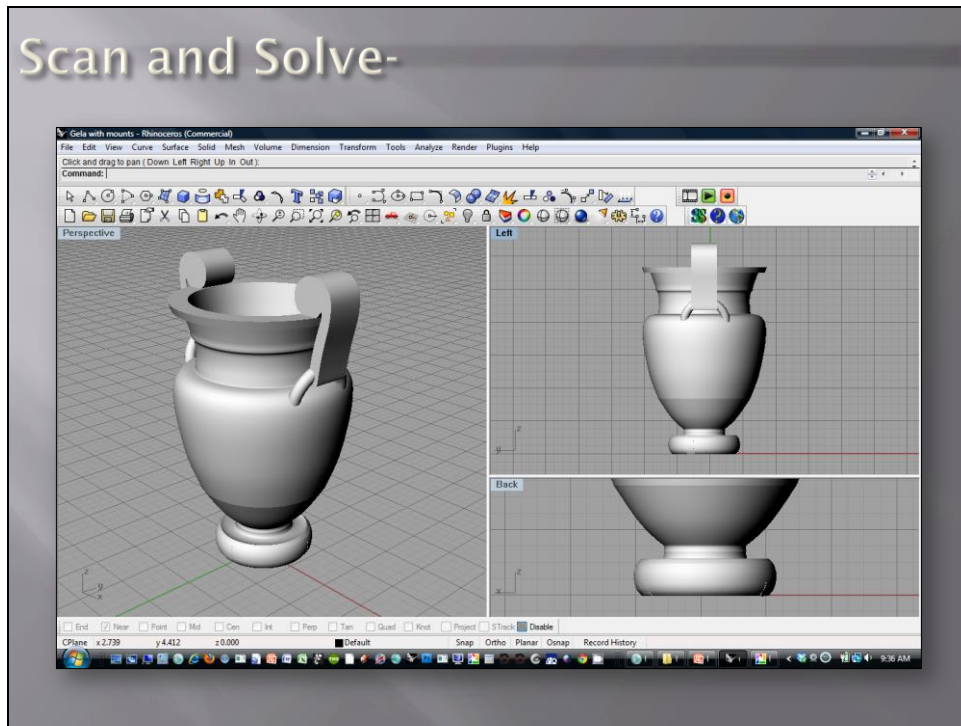 Scan and Solve-
Gela with mounts - Rhinoceros (Commercial)
File Edit View Curve Surface Solid Mesh Volume Dimension Transform Tools Analyze Render Plugins Help
Click and drag to pan ( Down Left Right Up In Out ):
Command:
Perspective
Left
z
y
Back
z
x
z
y
x
End Near Point Mid Cen Int Perp Tan Quad Knot Project STrack Disable
CPlane x 2.739 y 4.412 z 0.000 Default Snap Ortho Planar Osnap Record History
9:36 AM